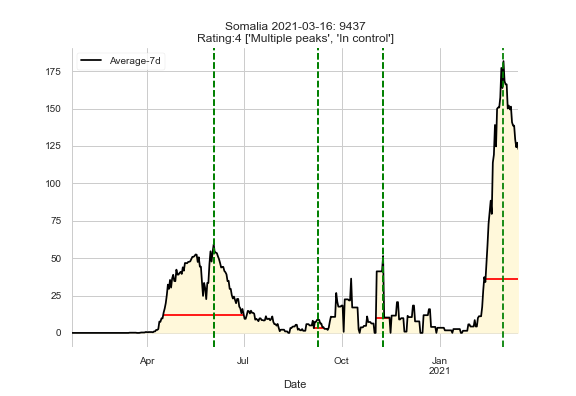 Somalia 2021-03-16: 9437
Rating:4 ['Multiple peaks', 'In control']
Average-7d
175
150
125
100
75
50
25
0
Apr
Jul
Oct
Jan
2021
Date